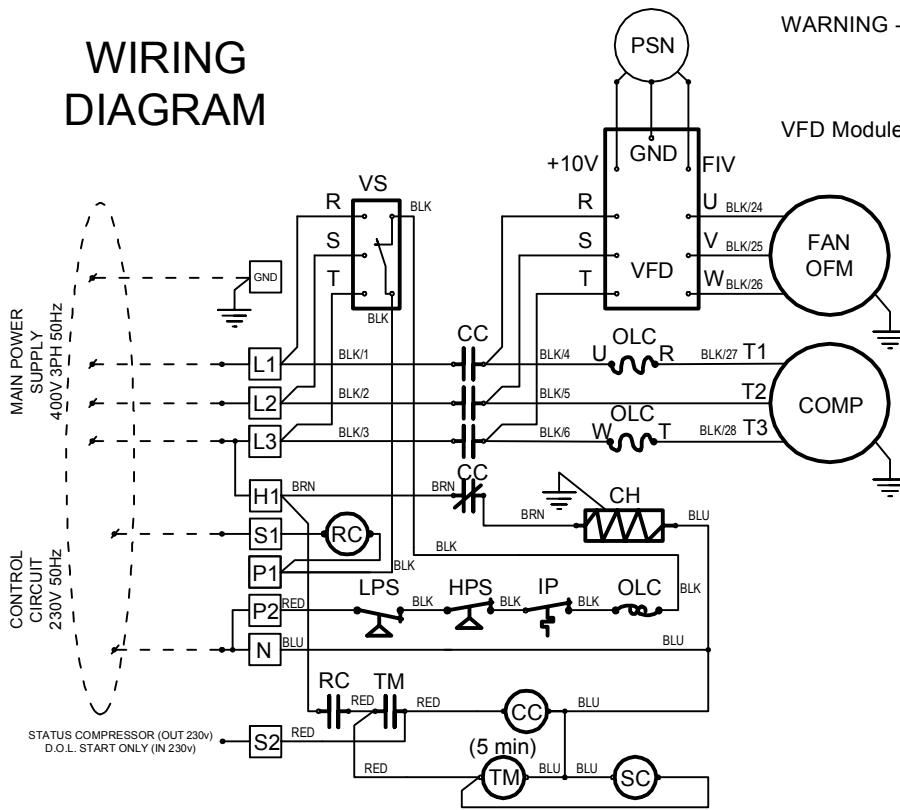 WIRING
DIAGRAM
WARNING -
VFD Module
PSN
+10V
GND
FIV
VS
R
S
T
BLK
BLK
R
S
T
VFD
U
V
W
BLK/24
BLK/25
BLK/26
FAN
OFM
MAIN POWER
SUPPLY
400V 3PH 50Hz
GND
L1
L2
L3
BLK/1
BLK/2
BLK/3
CC
BLK/4
BLK/5
BLK/6
OLC
U
R
BLK/27
T1
T2
OLC
W
T
BLK/28
T3
COMP
H1
BRN
BRN
CC
BRN
CH
BLU
CONTROL
CIRCUIT
230V 50Hz
S1
RC
P1
BLK
BLK
P2
RED
LPS
BLK
HPS
BLK
IP
BLK
OLC
BLK
N
BLU
BLU
RC
RED
TM
RED
CC
BLU
STATUS COMPRESSOR (OUT 230v)
D.O.L. START ONLY (IN 230v)
S2
RED
(5 min)
RED
TM
BLU
BLU
SC